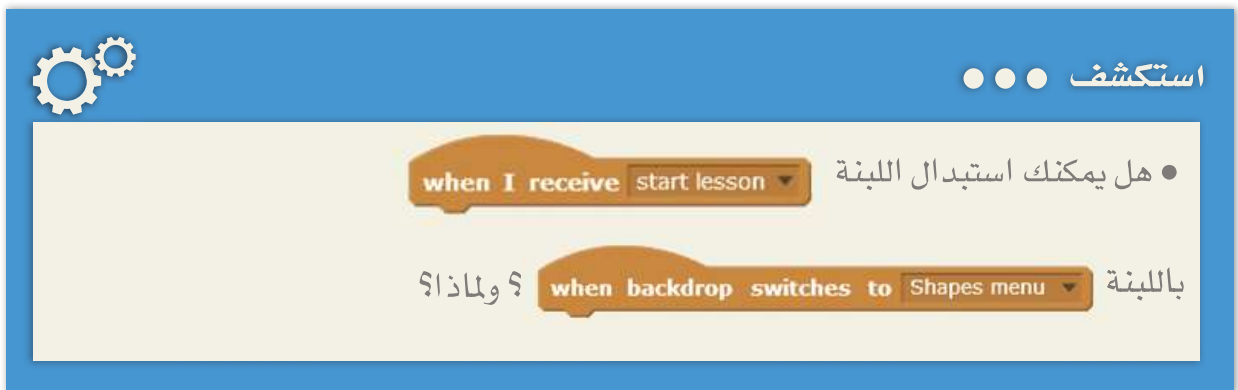 استكشف ●●●
● هل يمكنك استبدال اللبنة when I receive start lesson
باللبنة when backdrop switches to Shapes menu ؟ ولماذا؟